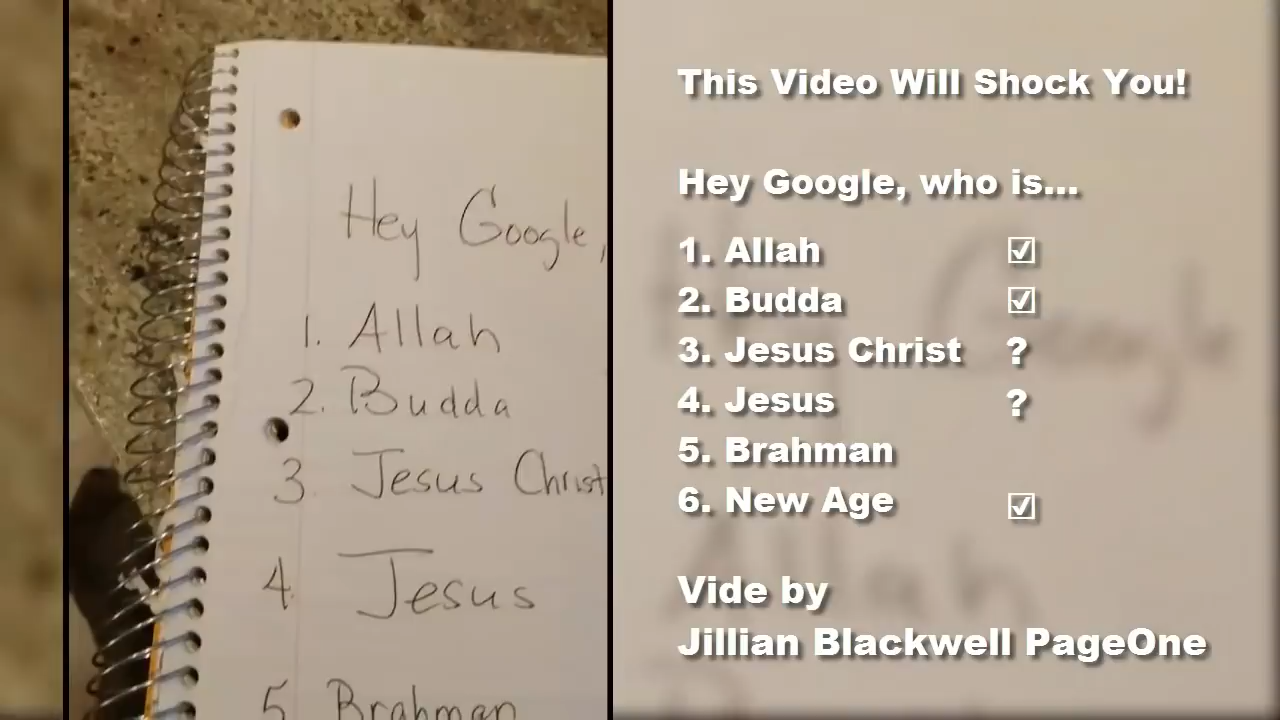 Hey Google,
1. Allah
2. Budda
3. Jesus Christ
4. Jesus
5 Brahman
This Video Will Shock You!
Hey Google, who is...
1. Allah ☑
2. Budda ☑
3. Jesus Christ ?
4. Jesus ?
5. Brahman
6. New Age ☑
Vide by
Jillian Blackwell PageOne